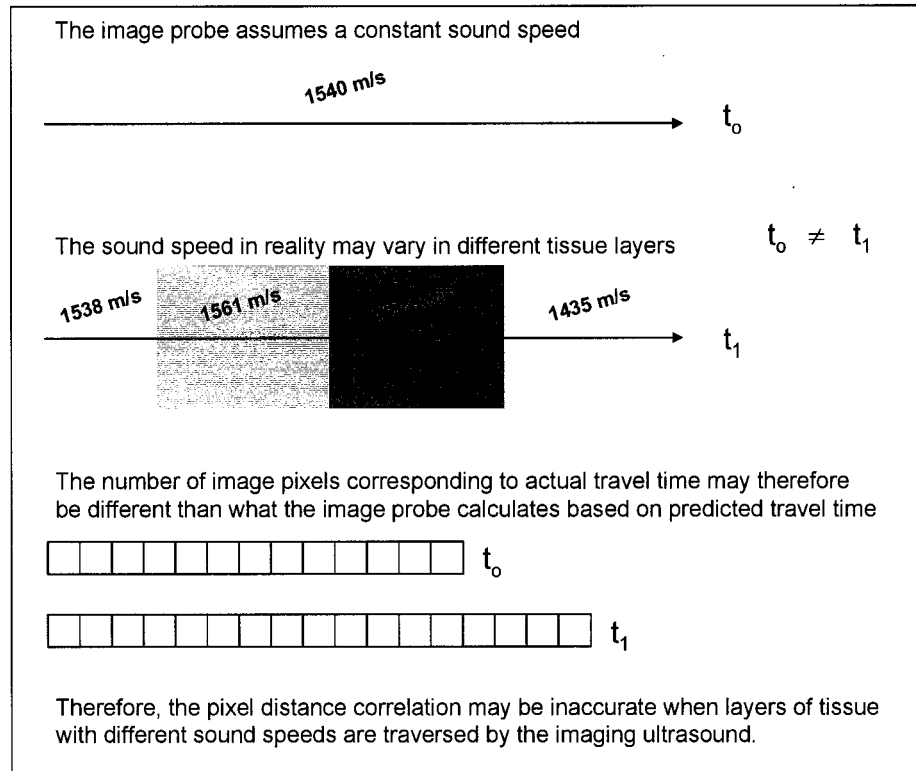 The image probe assumes a constant sound speed
1540 m/s
t₀
The sound speed in reality may vary in different tissue layers
t₀ ≠ t₁
1538 m/s
1561 m/s
1435 m/s
t₁
The number of image pixels corresponding to actual travel time may therefore
be different than what the image probe calculates based on predicted travel time
t₀
t₁
Therefore, the pixel distance correlation may be inaccurate when layers of tissue
with different sound speeds are traversed by the imaging ultrasound.